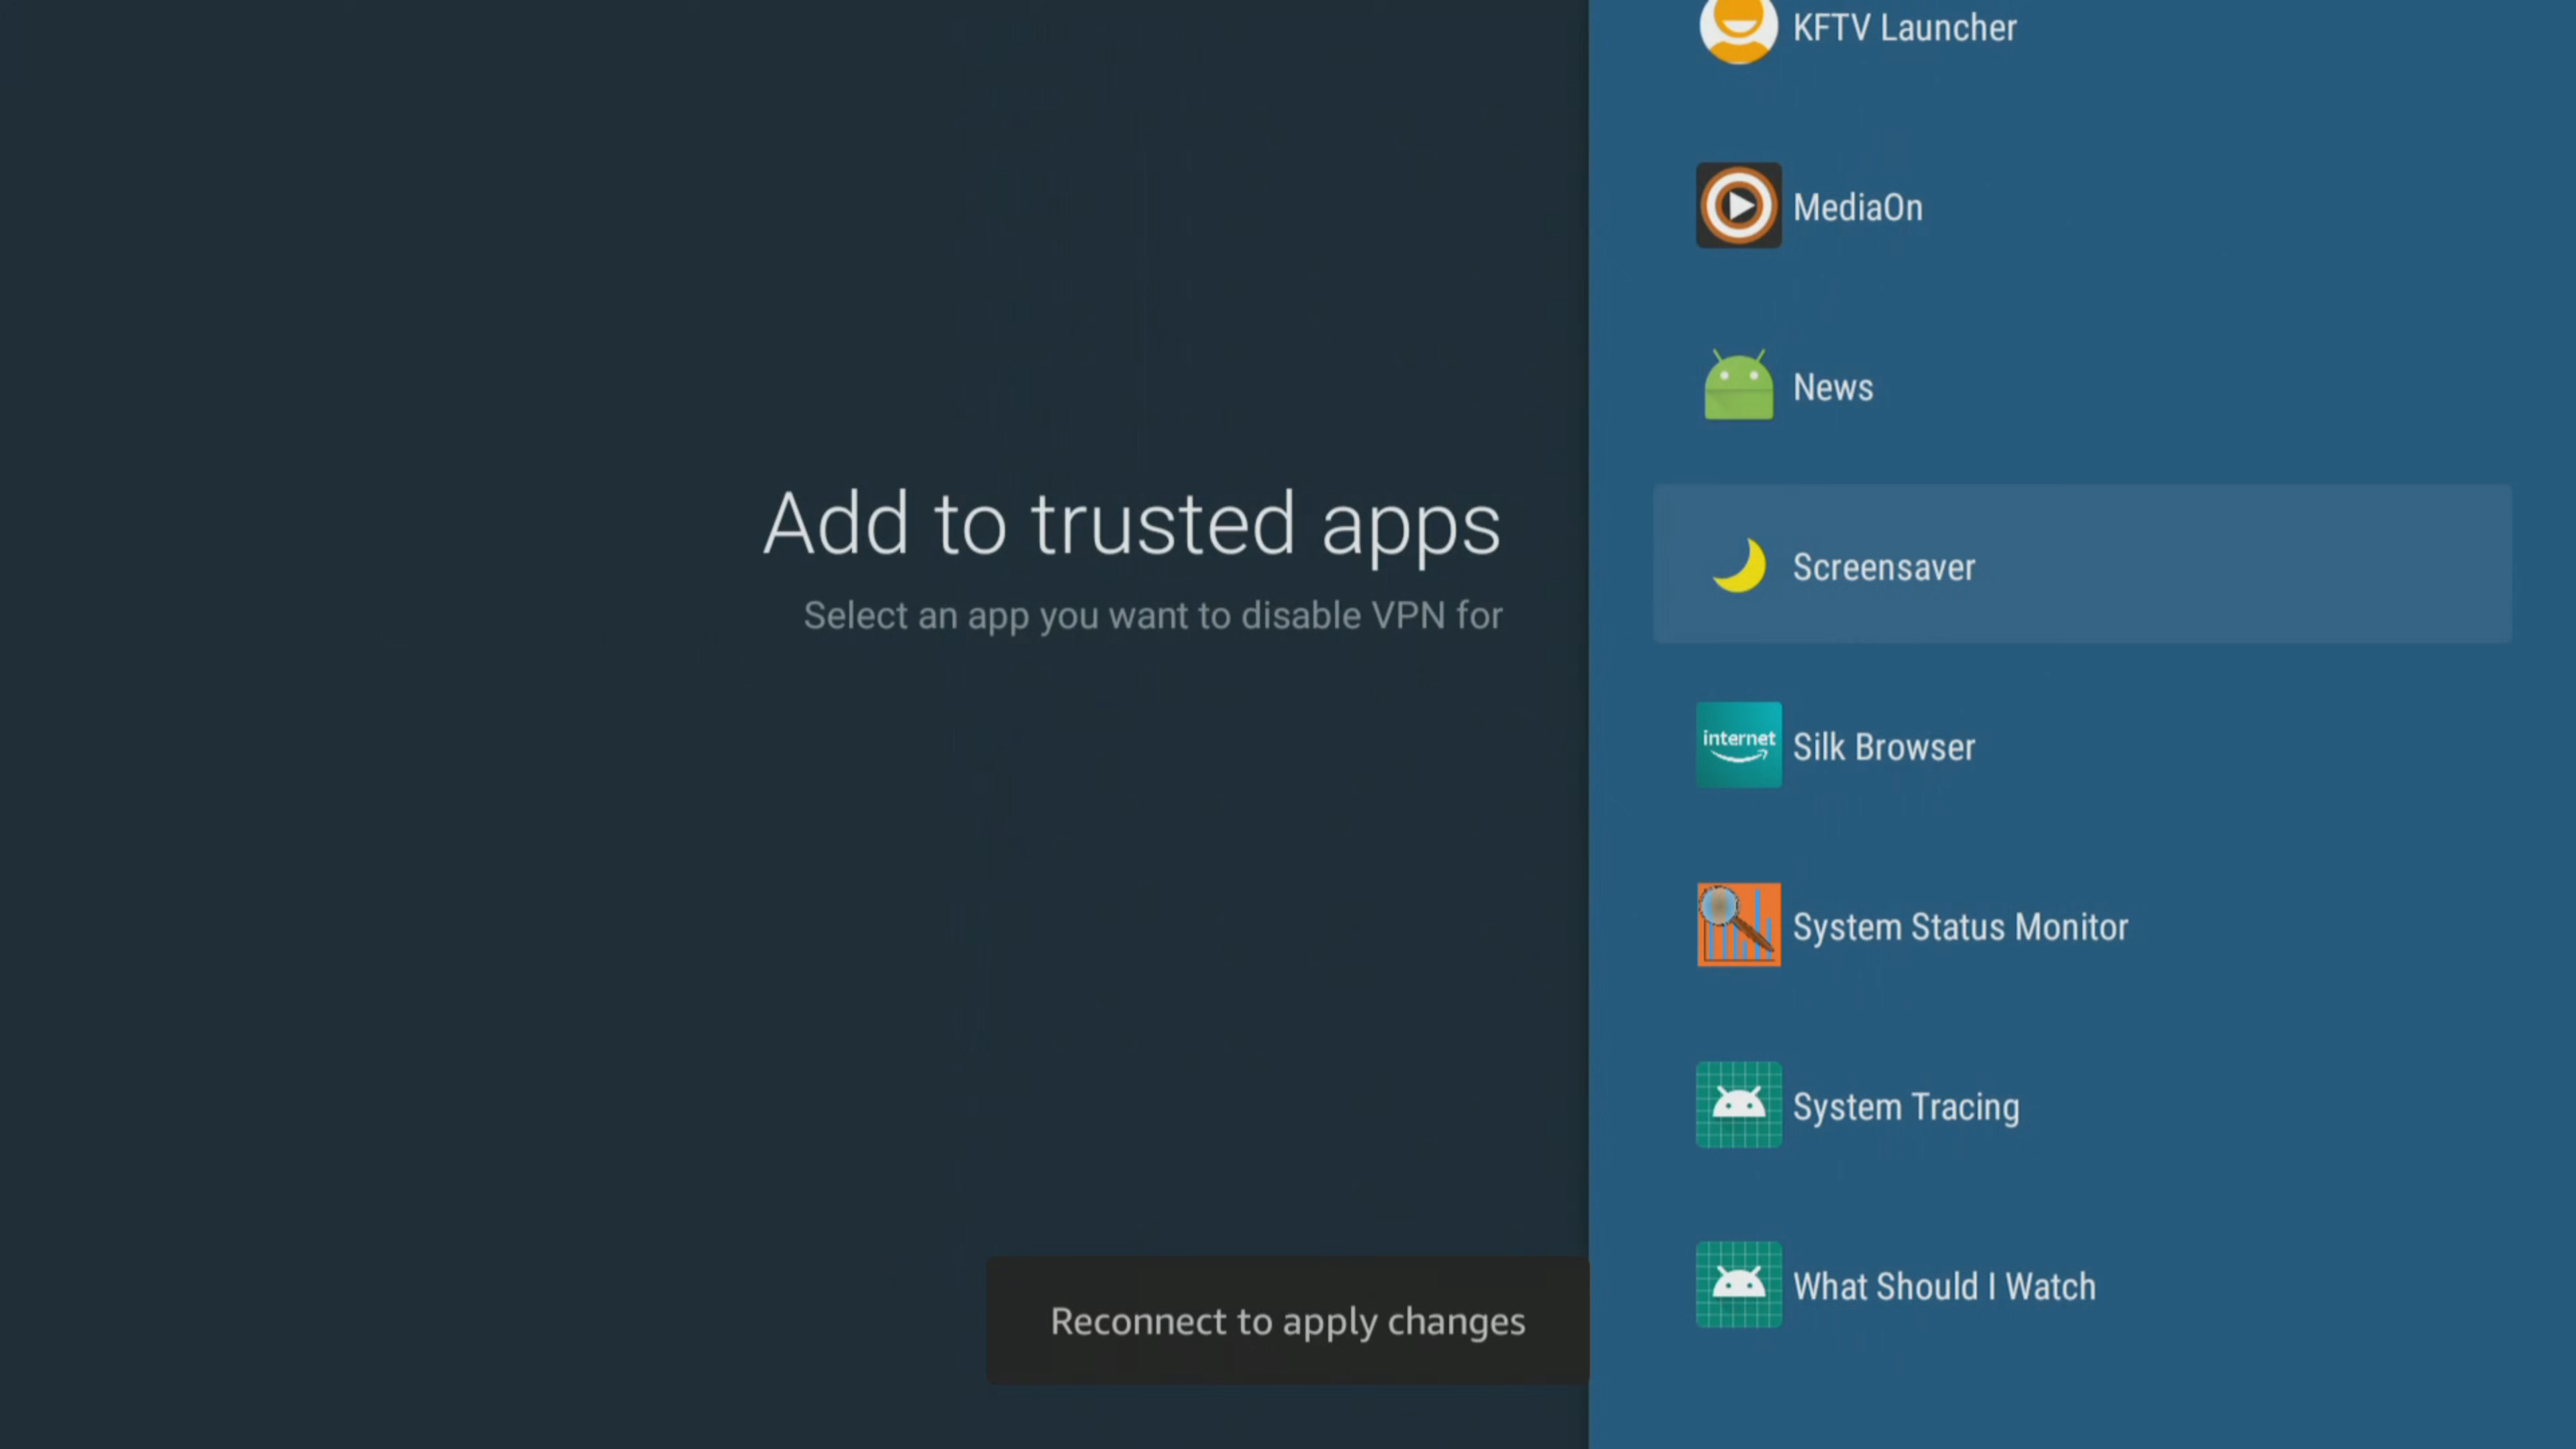 Add to trusted apps
Select an app you want to disable VPN for
Reconnect to apply changes
KFTV Launcher
MediaOn
News
Screensaver
internet
Silk Browser
System Status Monitor
System Tracing
What Should I Watch